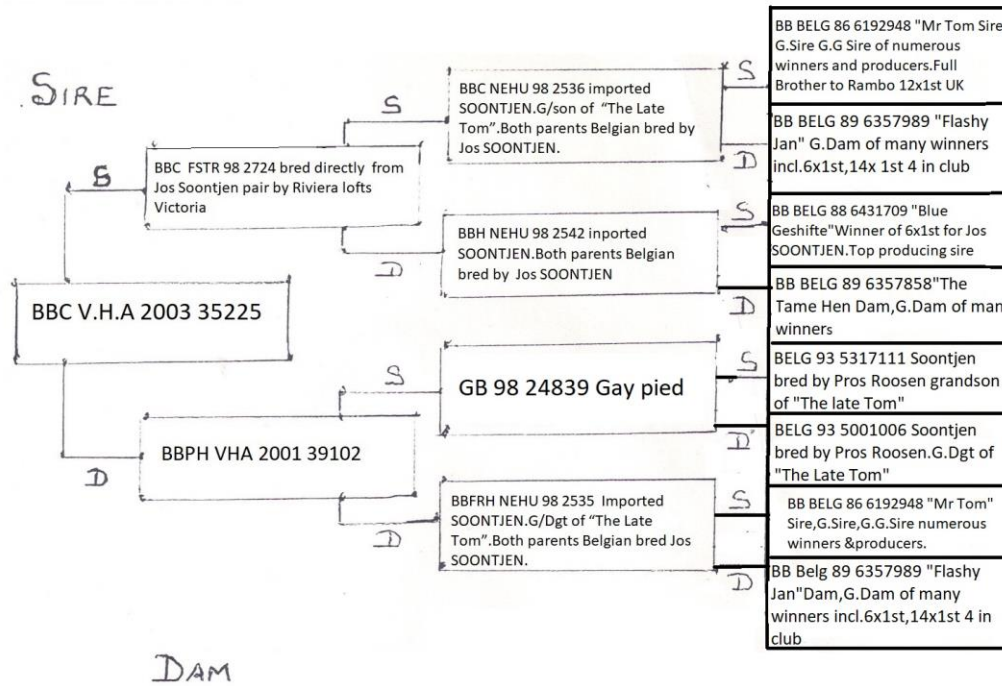 SIRE
S
BBC V.H.A 2003 35225
D
DAM
S
BBC FSTR 98 2724 bred directly from
Jos Soontjen pair by Riviera lofts
Victoria
D
S
BBPH VHA 2001 39102
D
BBC NEHU 98 2536 imported
SOONTJEN.G/son of “The Late
Tom”.Both parents Belgian bred by
Jos SOONTJEN.
BBH NEHU 98 2542 inported
SOONTJEN.Both parents Belgian
bred by Jos SOONTJEN
GB 98 24839 Gay pied
BBFRH NEHU 98 2535 Imported
SOONTJEN.G/Dgt of “The Late
Tom”.Both parents Belgian bred Jos
SOONTJEN.
S
D
S
D
S
D
S
D
BB BELG 86 6192948 "Mr Tom Sire
G.Sire G.G Sire of numerous
winners and producers.Full
Brother to Rambo 12x1st UK
BB BELG 89 6357989 "Flashy
Jan" G.Dam of many winners
incl.6x1st,14x 1st 4 in club
BB BELG 88 6431709 "Blue
Geshifte"Winner of 6x1st for Jos
SOONTJEN.Top producing sire
BB BELG 89 6357858"The
Tame Hen Dam,G.Dam of man
winners
BELG 93 5317111 Soontjen
bred by Pros Roosen grandson
of "The late Tom"
BELG 93 5001006 Soontjen
bred by Pros Roosen.G.Dgt of
"The Late Tom"
BB BELG 86 6192948 "Mr Tom"
Sire,G.Sire,G.G.Sire numerous
winners &producers.
BB Belg 89 6357989 "Flashy
Jan"Dam,G.Dam of many
winners incl.6x1st,14x1st 4 in
club